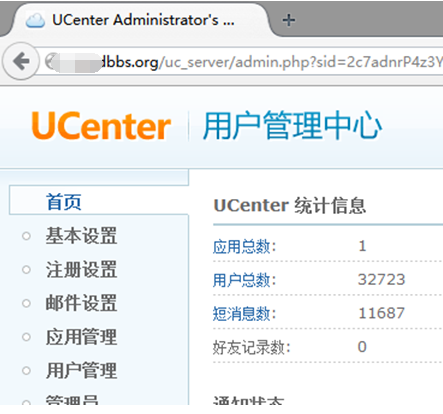 UCenter Administrator's ...
dbbs.org/uc_server/admin.php?sid=2c7adnrP4z3Y
UCenter 用户管理中心
首页
基本设置
注册设置
邮件设置
应用管理
用户管理
管理员
UCenter 统计信息
应用总数: 1
用户总数: 32723
短消息数: 11687
好友记录数: 0
通知状态